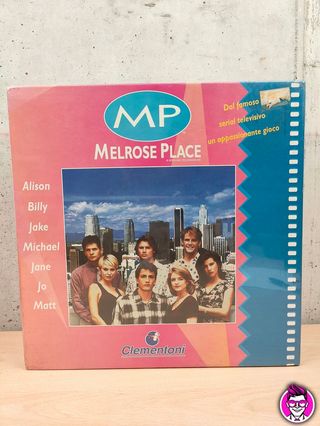 MP
MELROSE PLACE
Dal famoso
serial televisivo
un appassionante gioco
Alison
Billy
Jake
Michael
Jane
Jo
Matt
Clementoni